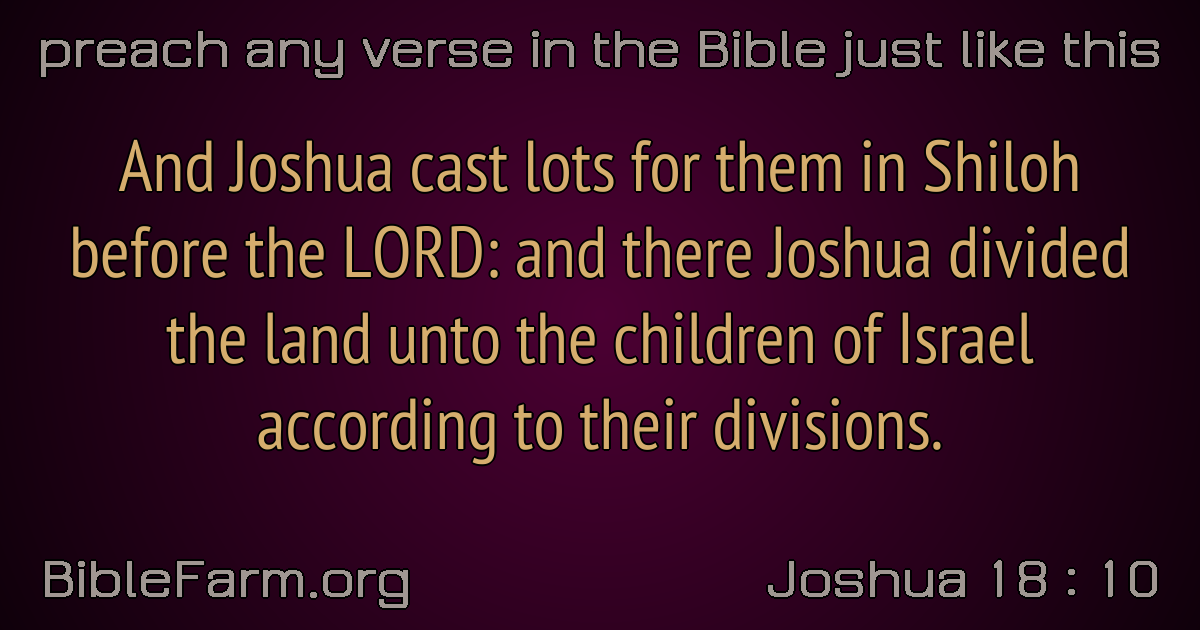 preach any verse in the Bible just like this
And Joshua cast lots for them in Shiloh
before the LORD: and there Joshua divided
the land unto the children of Israel
according to their divisions.
BibleFarm.org
Joshua 18 : 10